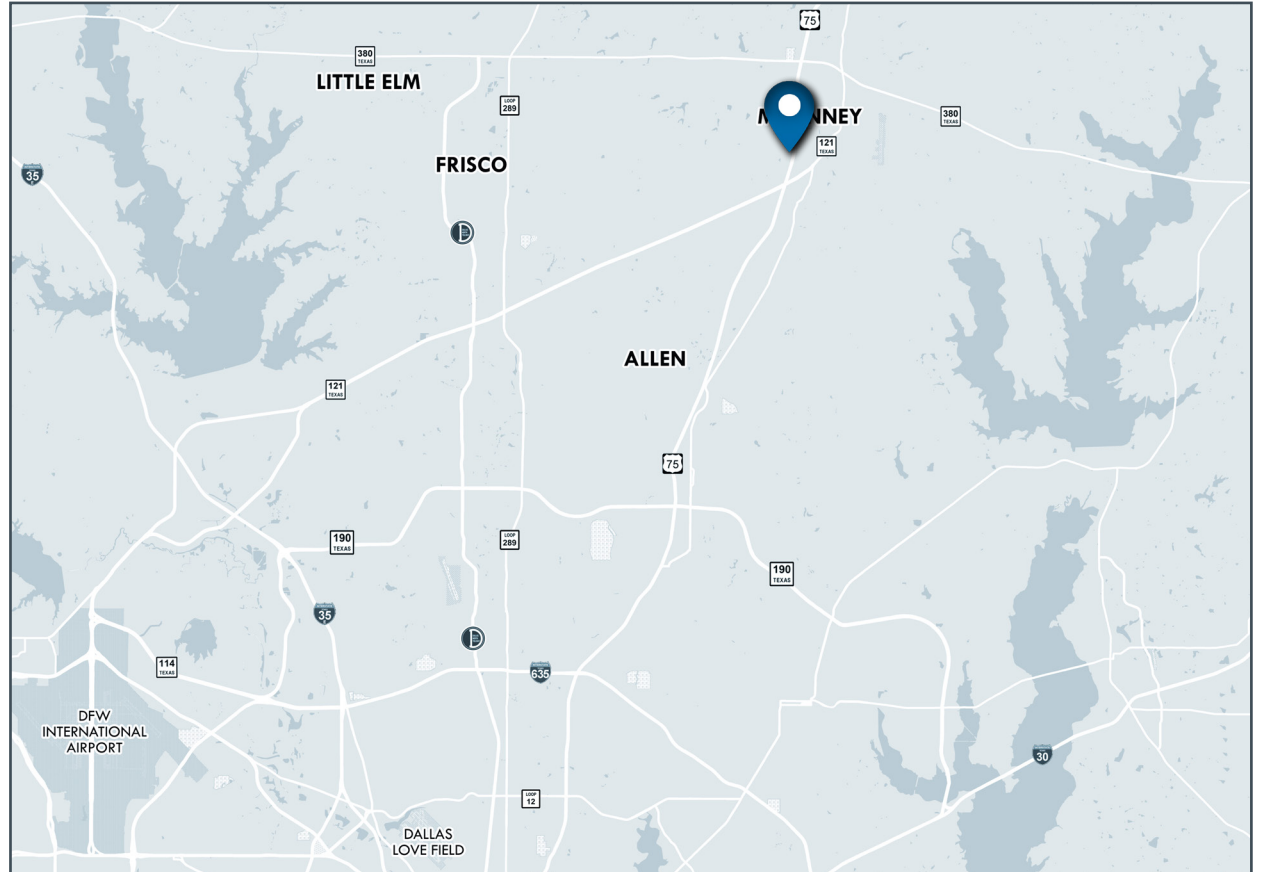 75
380
TEXAS
LITTLE ELM
LOOP
289
380
TEXAS
121
TEXAS
FRISCO
35
ALLEN
121
TEXAS
75
190
TEXAS
LOOP
289
190
TEXAS
35
114
TEXAS
635
DFW
INTERNATIONAL
AIRPORT
30
LOOP
12
DALLAS
LOVE FIELD